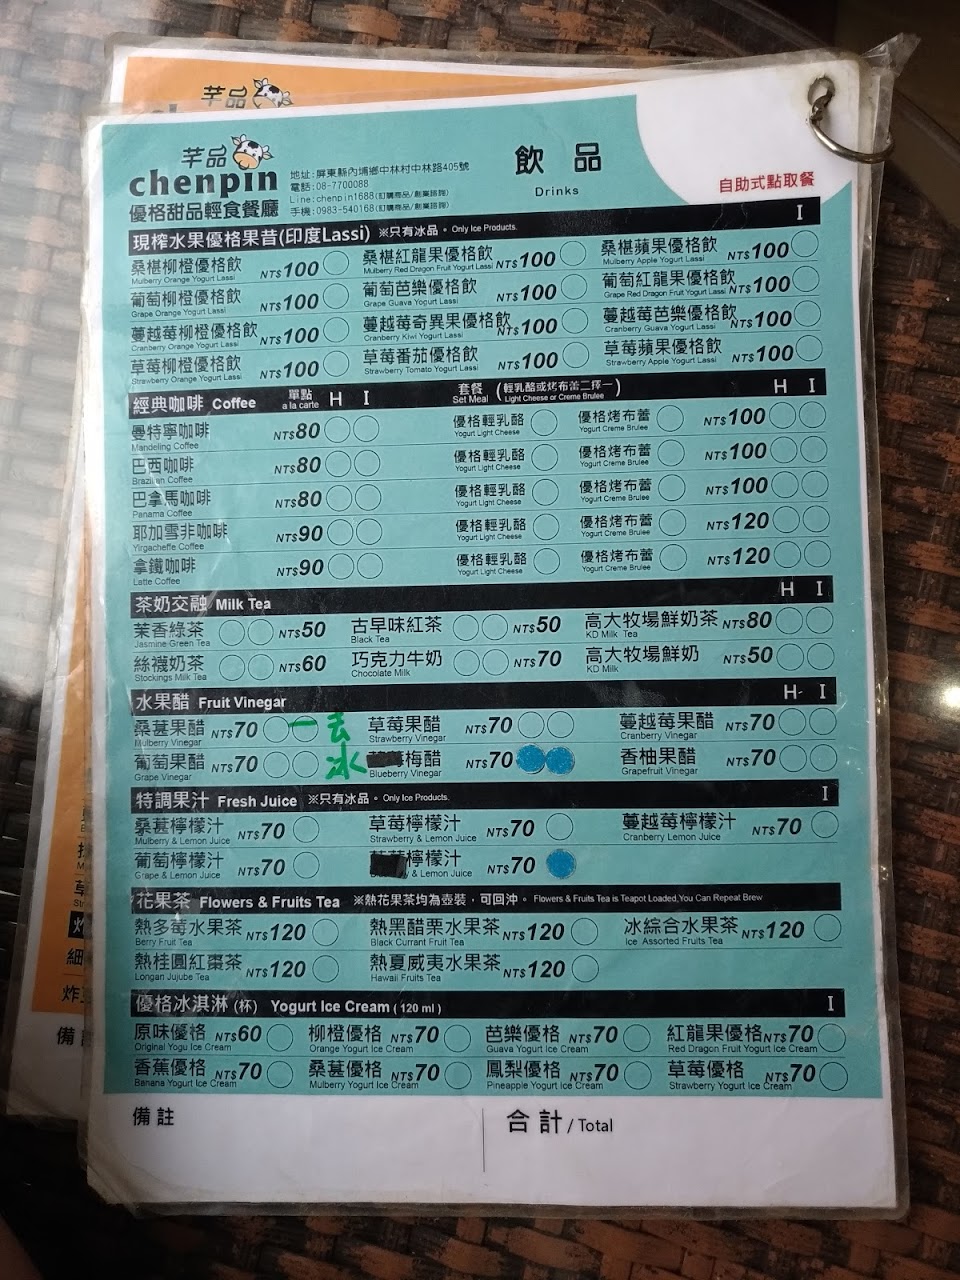 芊品
芊品
chenpin
優格甜品輕食餐廳
地址:屏東縣內埔鄉中林村中林路405號
電話:08-7700088
Line:chenpin1688(訂購商品/創業諮詢)
手機:0983-540168(訂購商品/創業諮詢)
飲品
Drinks
自助式點取餐
現榨水果優格果昔(印度Lassi) ※只有冰品。Only Ice Products. I
桑椹柳橙優格飲 NT$100 桑椹紅龍果優格飲 NT$100 桑椹蘋果優格飲 NT$100
Mulberry Orange Yogurt Lassi Mulberry Red Dragon Fruit Yogurt Lassi Mulberry Apple Yogurt Lassi
葡萄柳橙優格飲 NT$100 葡萄芭樂優格飲 NT$100 葡萄紅龍果優格飲 NT$100
Grape Orange Yogurt Lassi Grape Guava Yogurt Lassi Grape Red Dragon Fruit Yogurt Lassi
蔓越莓柳橙優格飲 NT$100 蔓越莓奇異果優格飲 NT$100 蔓越莓芭樂優格飲 NT$100
Cranberry Orange Yogurt Lassi Cranberry Kiwi Yogurt Lassi Cranberry Guava Yogurt Lassi
草莓柳橙優格飲 NT$100 草莓番茄優格飲 NT$100 草莓蘋果優格飲 NT$100
Strawberry Orange Yogurt Lassi Strawberry Tomato Yogurt Lassi Strawberry Apple Yogurt Lassi
經典咖啡 Coffee 單點 a la carte H I 套餐 Set Meal (輕乳酪或烤布蕾二擇一) Light Cheese or Creme Brulee H I
曼特寧咖啡 NT$80 優格輕乳酪 優格烤布蕾 NT$100
Mandeling Coffee Yogurt Light Cheese Yogurt Creme Brulee
巴西咖啡 NT$80 優格輕乳酪 優格烤布蕾 NT$100
Brazilian Coffee Yogurt Light Cheese Yogurt Creme Brulee
巴拿馬咖啡 NT$80 優格輕乳酪 優格烤布蕾 NT$100
Panama Coffee Yogurt Light Cheese Yogurt Creme Brulee
耶加雪非咖啡 NT$90 優格輕乳酪 優格烤布蕾 NT$120
Yirgacheffe Coffee Yogurt Light Cheese Yogurt Creme Brulee
拿鐵咖啡 NT$90 優格輕乳酪 優格烤布蕾 NT$120
Latte Coffee Yogurt Light Cheese Yogurt Creme Brulee
茶奶交融 Milk Tea H I
茉香綠茶 NT$50 古早味紅茶 NT$50 高大牧場鮮奶茶 NT$80
Jasmine Green Tea Black Tea KD Milk Tea
絲襪奶茶 NT$60 巧克力牛奶 NT$70 高大牧場鮮奶 NT$50
Stockings Milk Tea Chocolate Milk KD Milk
水果醋 Fruit Vinegar H I
桑葚果醋 NT$70 一去 草莓果醋 NT$70 蔓越莓果醋 NT$70
Mulberry Vinegar Strawberry Vinegar Cranberry Vinegar
葡萄果醋 NT$70 冰 梅醋 NT$70 香柚果醋 NT$70
Grape Vinegar Blueberry Vinegar Grapefruit Vinegar
特調果汁 Fresh Juice ※只有冰品。Only Ice Products. I
桑葚檸檬汁 NT$70 草莓檸檬汁 NT$70 蔓越莓檸檬汁 NT$70
Mulberry & Lemon Juice Strawberry & Lemon Juice Cranberry Lemon Juice
葡萄檸檬汁 NT$70 檸檬汁 NT$70
Grape & Lemon Juice y & Lemon Juice
花果茶 Flowers & Fruits Tea ※熱花果茶均為壺裝，可回沖。Flowers & Fruits Tea is Teapot Loaded,You Can Repeat Brew
熱多莓水果茶 NT$120 熱黑醋栗水果茶 NT$120 冰綜合水果茶 NT$120
Berry Fruit Tea Black Currant Fruit Tea Ice Assorted Fruits Tea
熱桂圓紅棗茶 NT$120 熱夏威夷水果茶 NT$120
Longan Jujube Tea Hawaii Fruits Tea
優格冰淇淋 (杯) Yogurt Ice Cream ( 120 ml ) I
原味優格 NT$60 柳橙優格 NT$70 芭樂優格 NT$70 紅龍果優格 NT$70
Original Yogu Ice Cream Orange Yogurt Ice Cream Guava Yogurt Ice Cream Red Dragon Fruit Yogurt Ice Cream
香蕉優格 NT$70 桑葚優格 NT$70 鳳梨優格 NT$70 草莓優格 NT$70
Banana Yogurt Ice Cream Mulberry Yogurt Ice Cream Pineapple Yogurt Ice Cream Strawberry Yogurt Ice Cream
備註 合計 / Total
細
炸
備